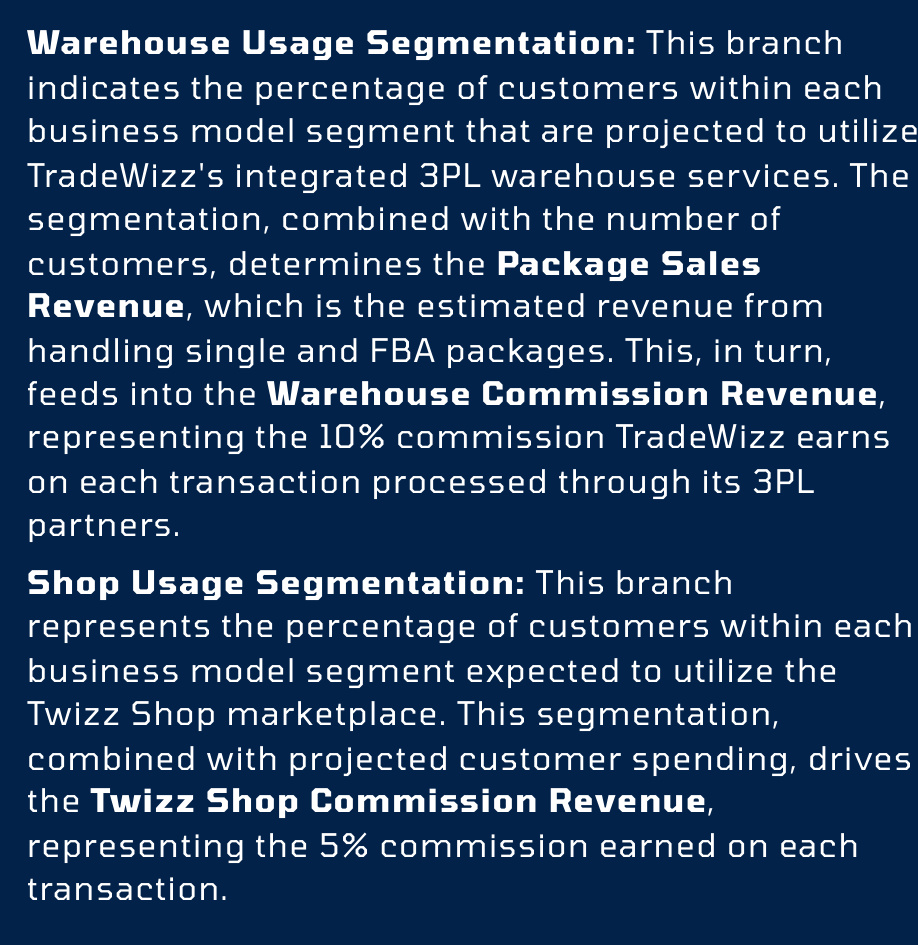 Warehouse Usage Segmentation: This branch
indicates the percentage of customers within each
business model segment that are projected to utilize
TradeWizz's integrated 3PL warehouse services. The
segmentation, combined with the number of
customers, determines the Package Sales
Revenue, which is the estimated revenue from
handling single and FBA packages. This, in turn,
feeds into the Warehouse Commission Revenue,
representing the 10% commission TradeWizz earns
on each transaction processed through its 3PL
partners.
Shop Usage Segmentation: This branch
represents the percentage of customers within each
business model segment expected to utilize the
Twizz Shop marketplace. This segmentation,
combined with projected customer spending, drives
the Twizz Shop Commission Revenue,
representing the 5% commission earned on each
transaction.